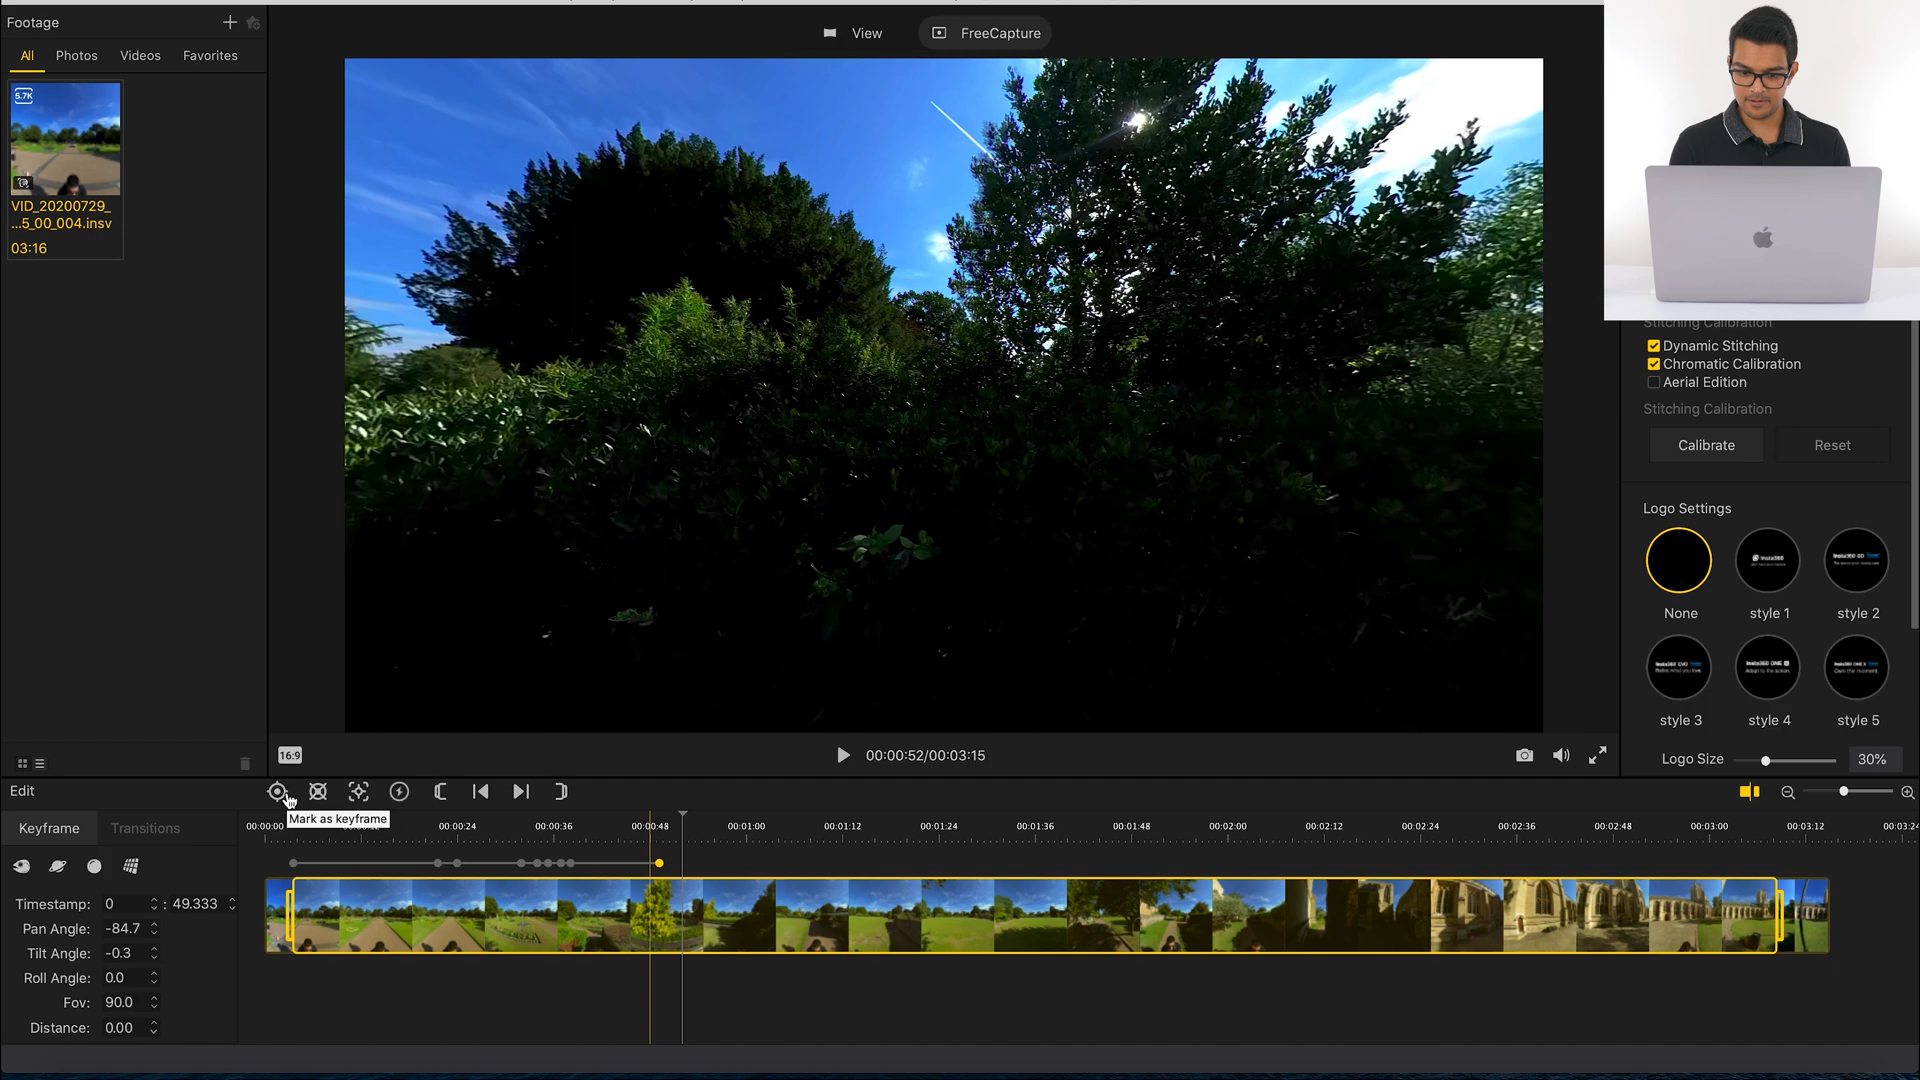 Footage
All
Photos
Videos
Favorites
5.7K
VID_20200729_
...5_00_004.insv
03:16
View
FreeCapture
Stitching Calibration
Dynamic Stitching
Chromatic Calibration
Aerial Edition
Stitching Calibration
Calibrate
Reset
Logo Settings
None
style 1
style 2
style 3
style 4
style 5
Logo Size
30%
16:9
00:00:52/00:03:15
Edit
Mark as keyframe
Keyframe
Transitions
00:00:00
00:00:24
00:00:36
00:00:48
00:01:00
00:01:12
00:01:24
00:01:36
00:01:48
00:02:00
00:02:12
00:02:24
00:02:36
00:02:48
00:03:00
00:03:12
00:03:24
Timestamp: 0 : 49.333
Pan Angle: -84.7
Tilt Angle: -0.3
Roll Angle: 0.0
Fov: 90.0
Distance: 0.00